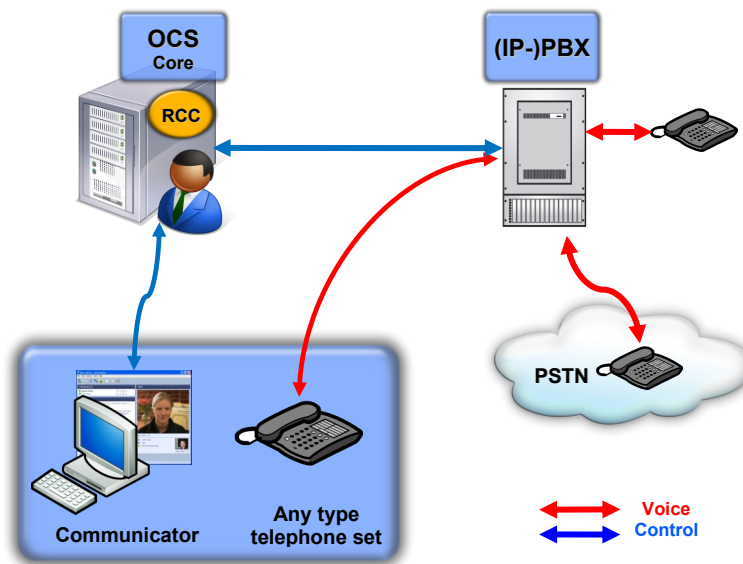 OCS
Core
(IP-)PBX
RCC
PSTN
Communicator
Any type
telephone set
Voice
Control